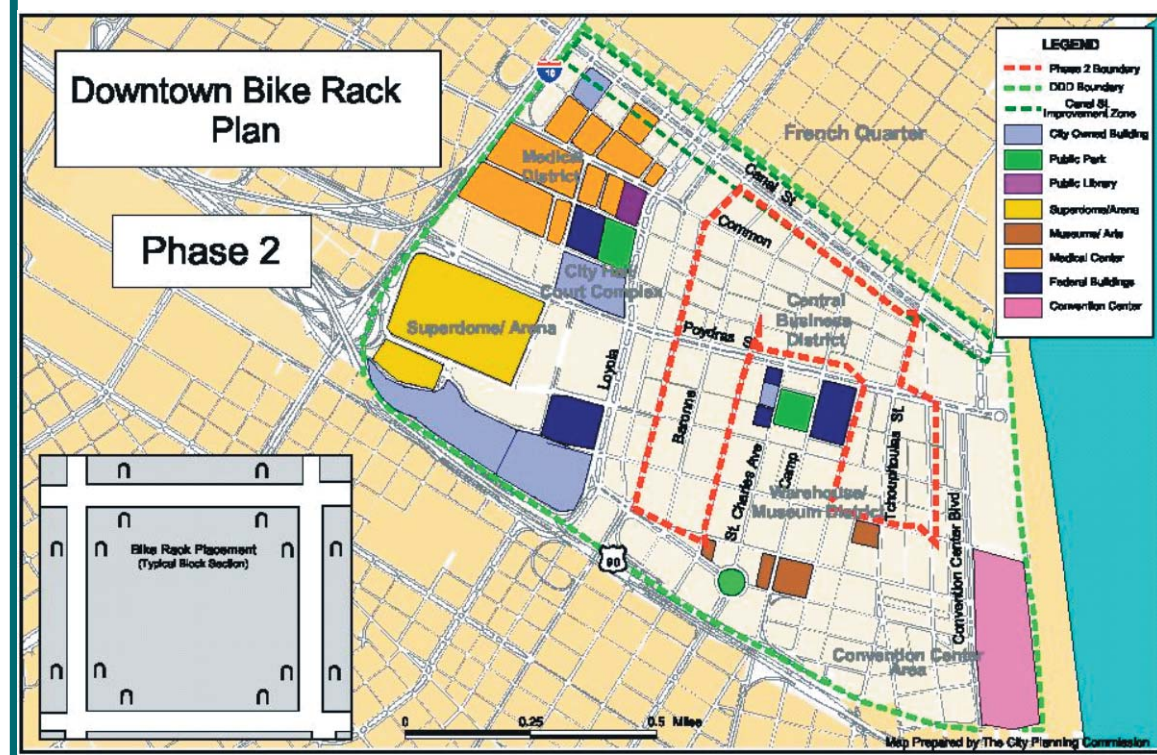 Downtown Bike Rack
Plan
Phase 2
LEGEND
Phase 2 Boundary
DDD Boundary
Canal St.
Improvement Zone
City Owned Building
Public Park
Public Library
Superdome/Arena
Museums/ Arts
Medical Center
Federal Buildings
Convention Center
10
French Quarter
Medical
District
Canal St
Common
City Hall
Court Complex
Central
Business
District
Superdome/ Arena
Poydras S
Loyola
Baronne
St. Charles Ave
Camp
Tchoupitoulas St.
Warehouse/
Museum District
Convention Center Blvd
90
Convention Center
Area
Bike Rack Placement
(Typical Block Section)
0 0.25 0.5 Miles
Map Prepared by The City Planning Commission